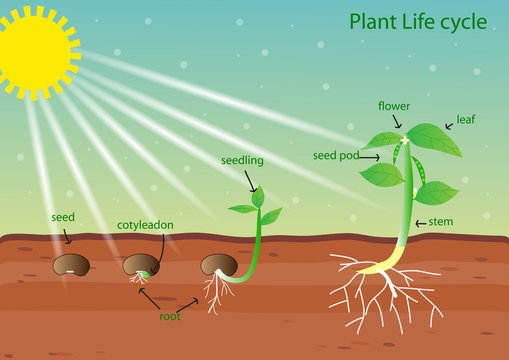 Plant Life cycle
flower
leaf
seed pod
seedling
seed
cotyleadon
stem
root